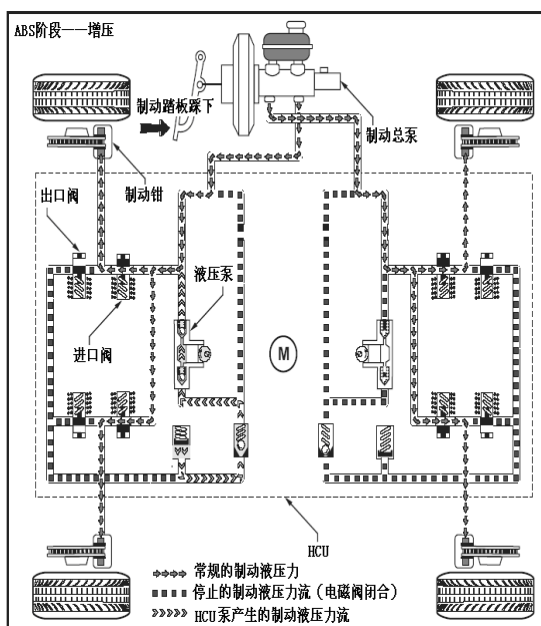 ABS阶段——增压
制动踏板踩下
制动总泵
制动钳
出口阀
液压泵
进口阀
M
HCU
常规的制动液压力
停止的制动液压力流（电磁阀闭合）
HCU泵产生的制动液压力流